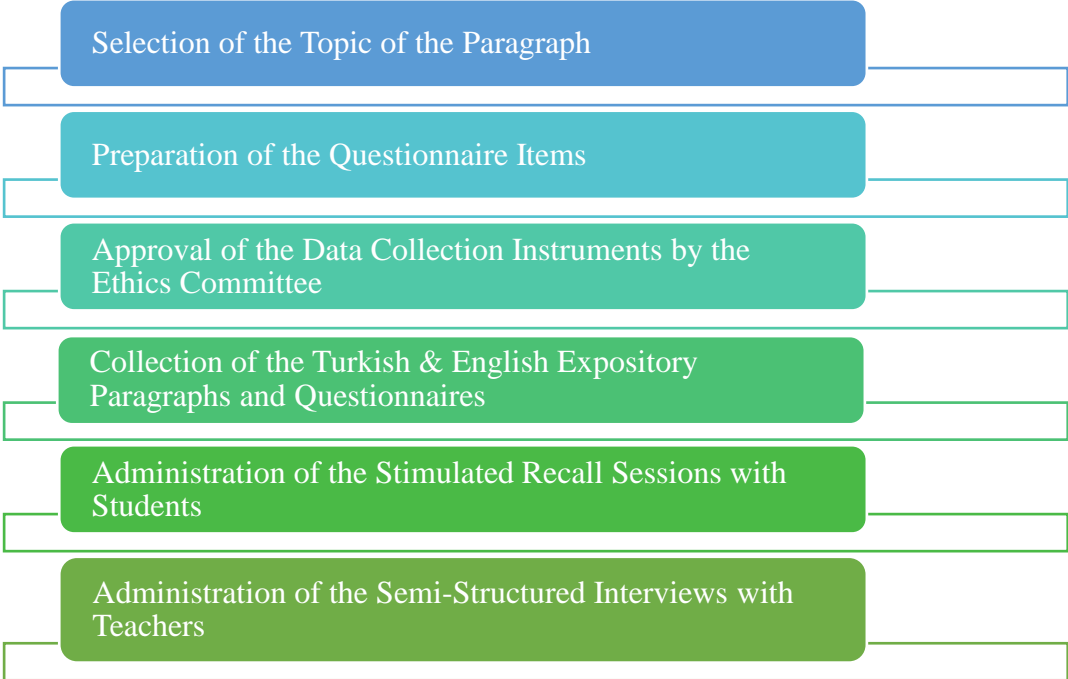 Selection of the Topic of the Paragraph
Preparation of the Questionnaire Items
Approval of the Data Collection Instruments by the
Ethics Committee
Collection of the Turkish & English Expository
Paragraphs and Questionnaires
Administration of the Stimulated Recall Sessions with
Students
Administration of the Semi-Structured Interviews with
Teachers